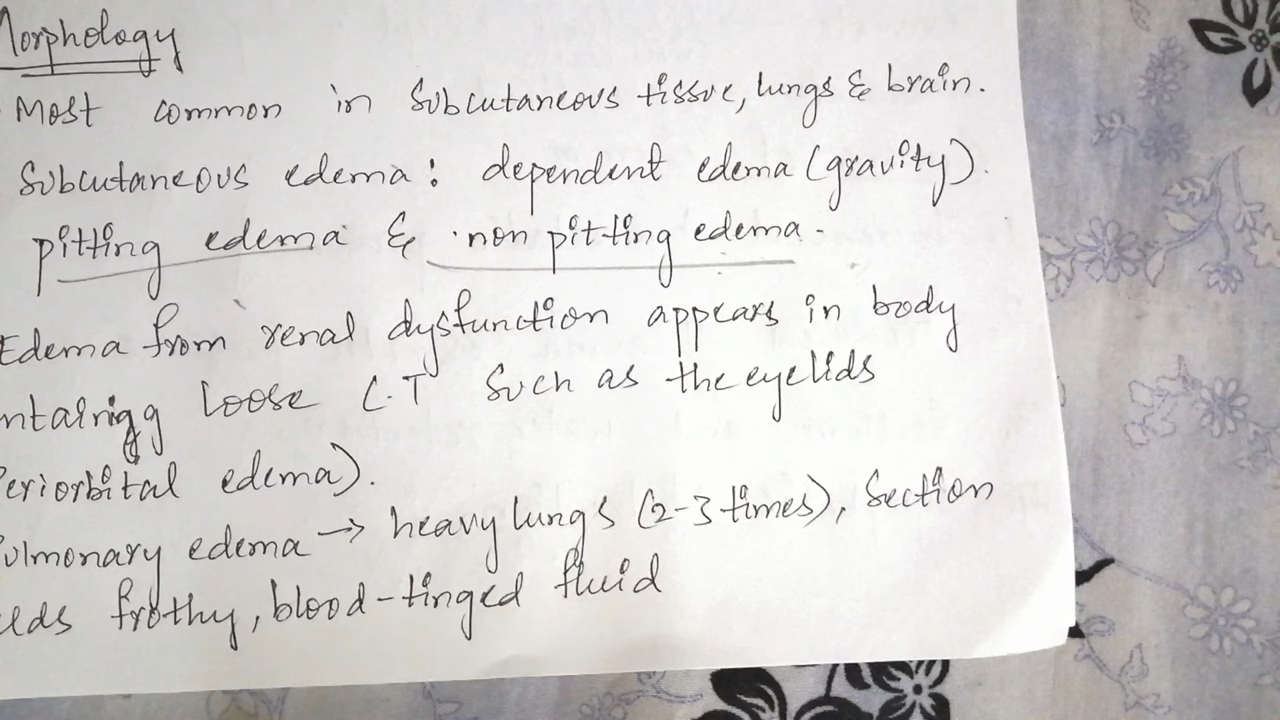 Morphology
Most common in Subcutaneous tissue, lungs & brain.
Subcutaneous edema: dependent edema (gravity).
pitting edema & non pitting edema.
Edema from renal dysfunction appears in body
ntainigg loose C.T such as the eyelids
Periorbital edema).
Pulmonary edema → heavy lungs (2-3 times), Section
elds frothy, blood-tinged fluid